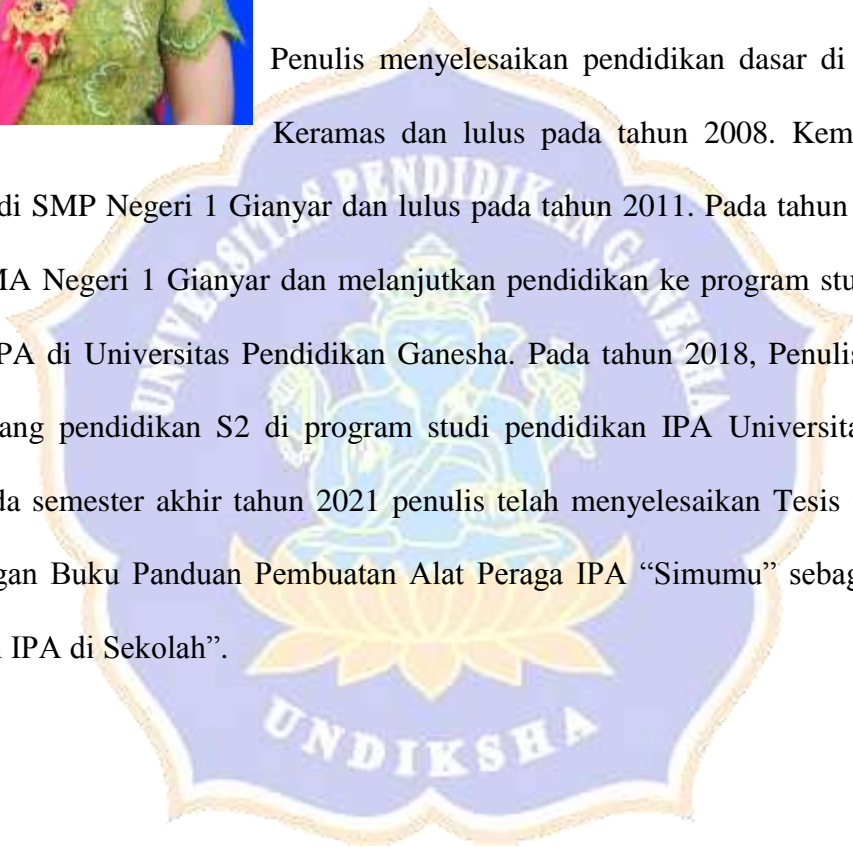 Penulis menyelesaikan pendidikan dasar di
Keramas dan lulus pada tahun 2008. Kem
di SMP Negeri 1 Gianyar dan lulus pada tahun 2011. Pada tahun
MA Negeri 1 Gianyar dan melanjutkan pendidikan ke program stu
PA di Universitas Pendidikan Ganesha. Pada tahun 2018, Penulis
ang pendidikan S2 di program studi pendidikan IPA Universita
da semester akhir tahun 2021 penulis telah menyelesaikan Tesis
gan Buku Panduan Pembuatan Alat Peraga IPA “Simumu” sebag
IPA di Sekolah”.
UNIVERSITAS PENDIDIKAN GANESHA
UNDIKSHA